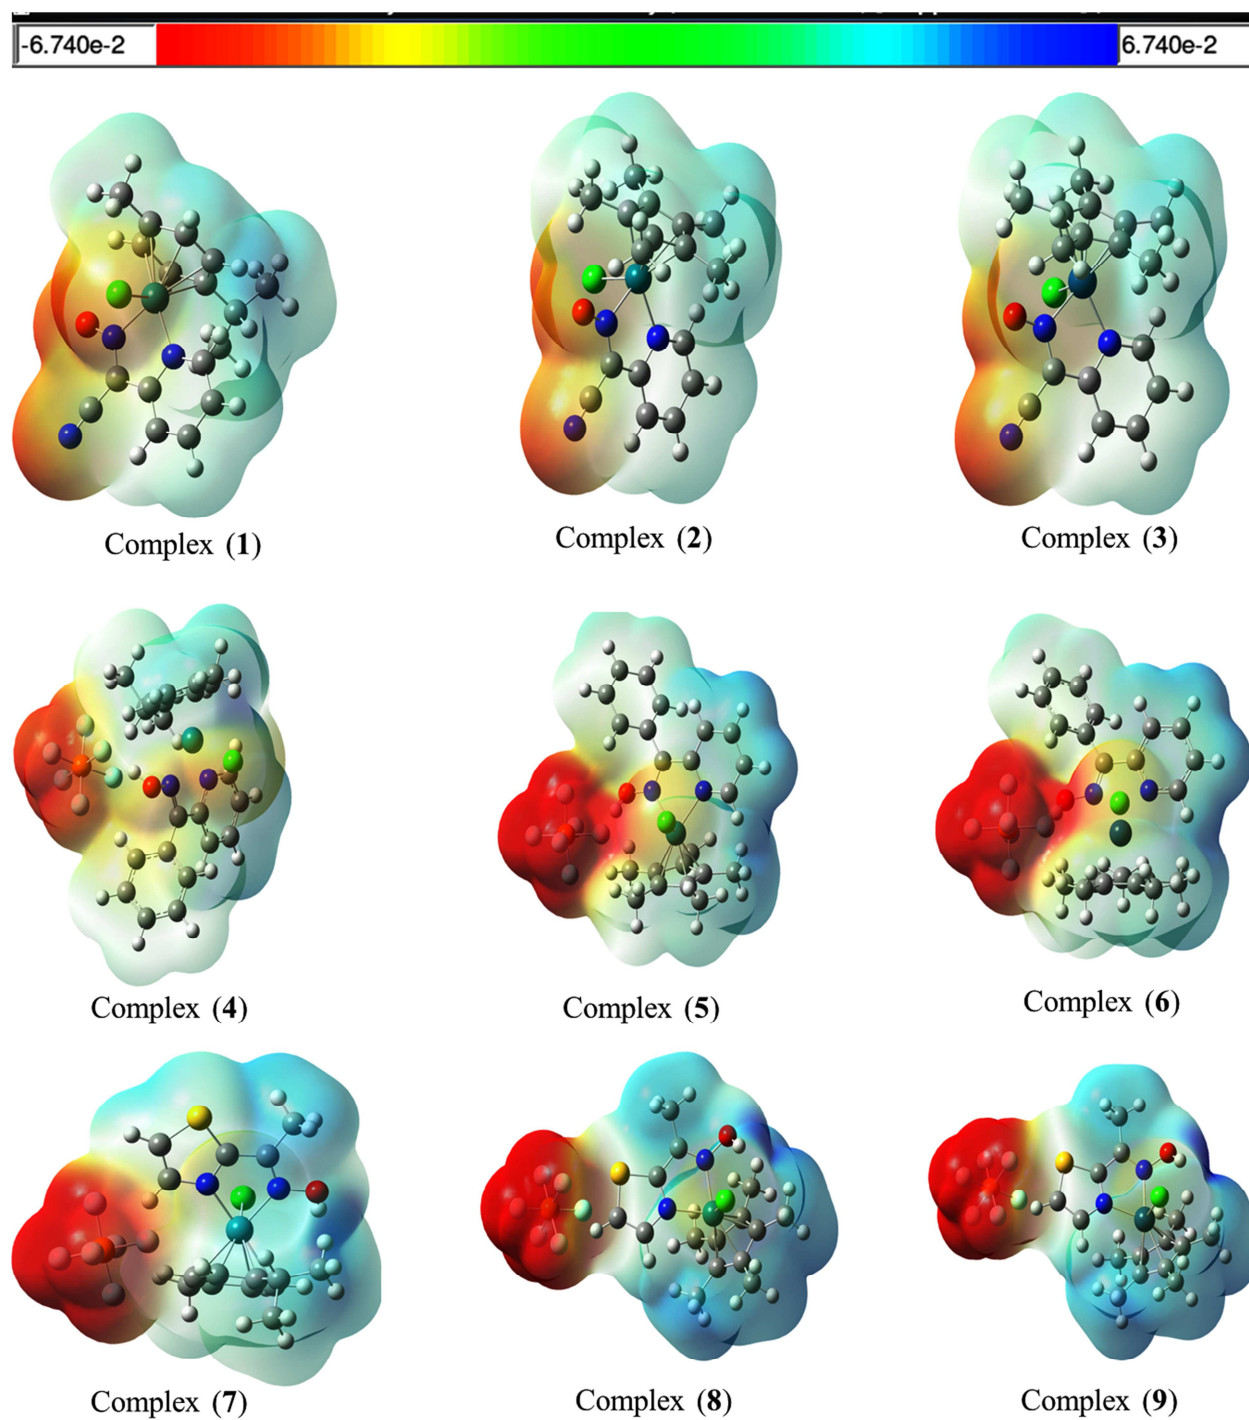 -6.740e-2 6.740e-2
Complex (1) Complex (2) Complex (3)
Complex (4) Complex (5) Complex (6)
Complex (7) Complex (8) Complex (9)